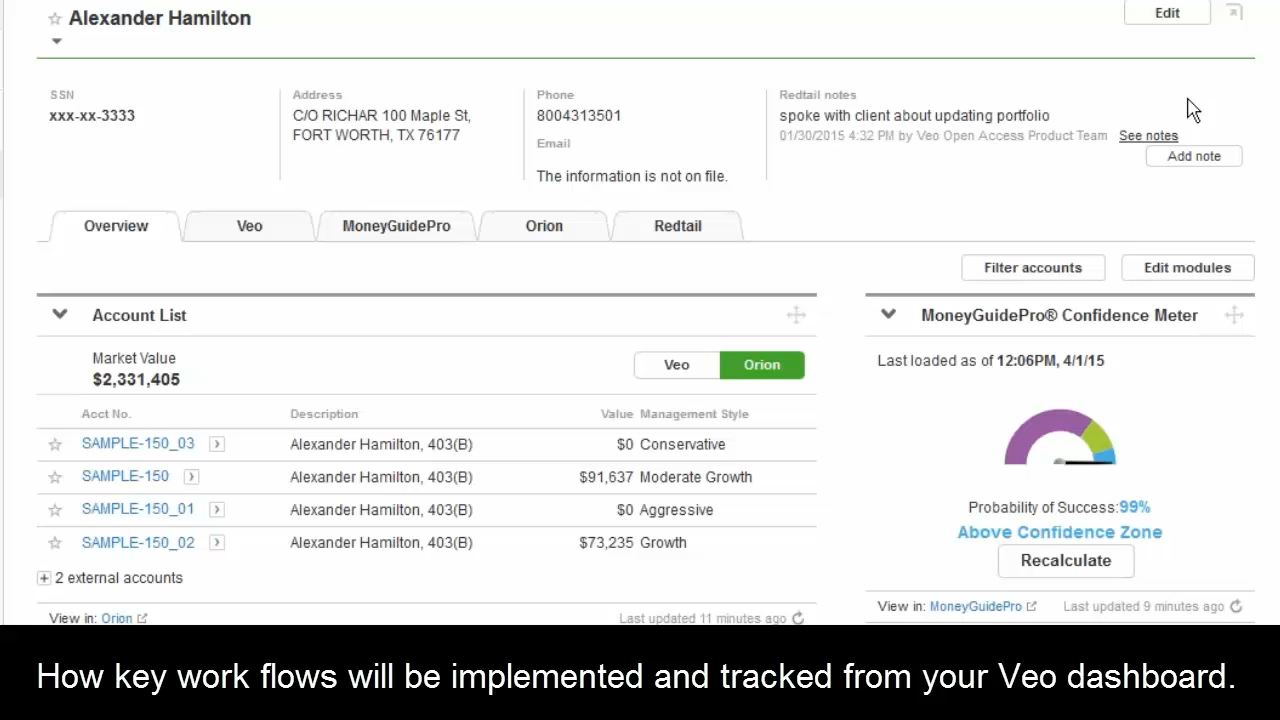 Alexander Hamilton
Edit
SSN
xxx-xx-3333
Address
C/O RICHAR 100 Maple St,
FORT WORTH, TX 76177
Phone
8004313501
Email
The information is not on file.
Redtail notes
spoke with client about updating portfolio
01/30/2015 4:32 PM by Veo Open Access Product Team See notes
Add note
Overview Veo MoneyGuidePro Orion Redtail
Filter accounts Edit modules
Account List
Market Value
$2,331,405
Veo Orion
Acct No. Description Value Management Style
SAMPLE-150_03 Alexander Hamilton, 403(B) $0 Conservative
SAMPLE-150 Alexander Hamilton, 403(B) $91,637 Moderate Growth
SAMPLE-150_01 Alexander Hamilton, 403(B) $0 Aggressive
SAMPLE-150_02 Alexander Hamilton, 403(B) $73,235 Growth
2 external accounts
View in: Orion Last updated 11 minutes ago
MoneyGuidePro® Confidence Meter
Last loaded as of 12:06PM, 4/1/15
Probability of Success:99%
Above Confidence Zone
Recalculate
View in: MoneyGuidePro Last updated 9 minutes ago
How key work flows will be implemented and tracked from your Veo dashboard.